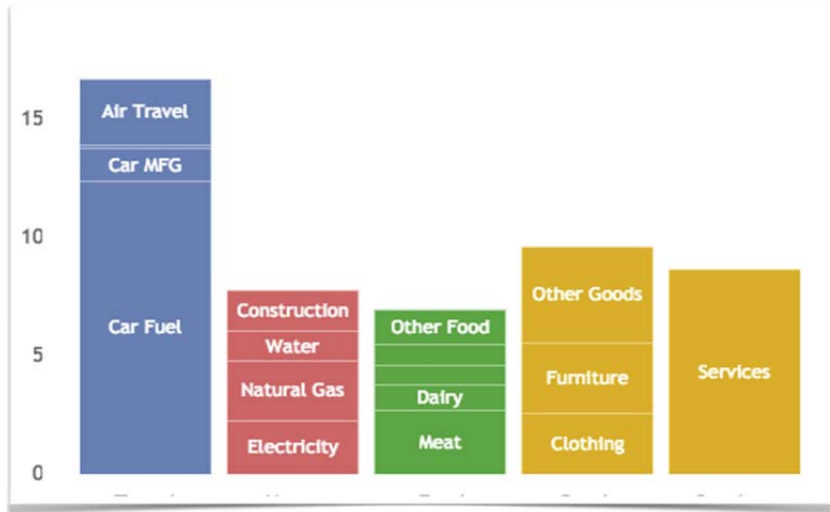 15
10
5
0
Air Travel
Car MFG
Car Fuel
Construction
Water
Natural Gas
Electricity
Other Food
Dairy
Meat
Other Goods
Furniture
Clothing
Services